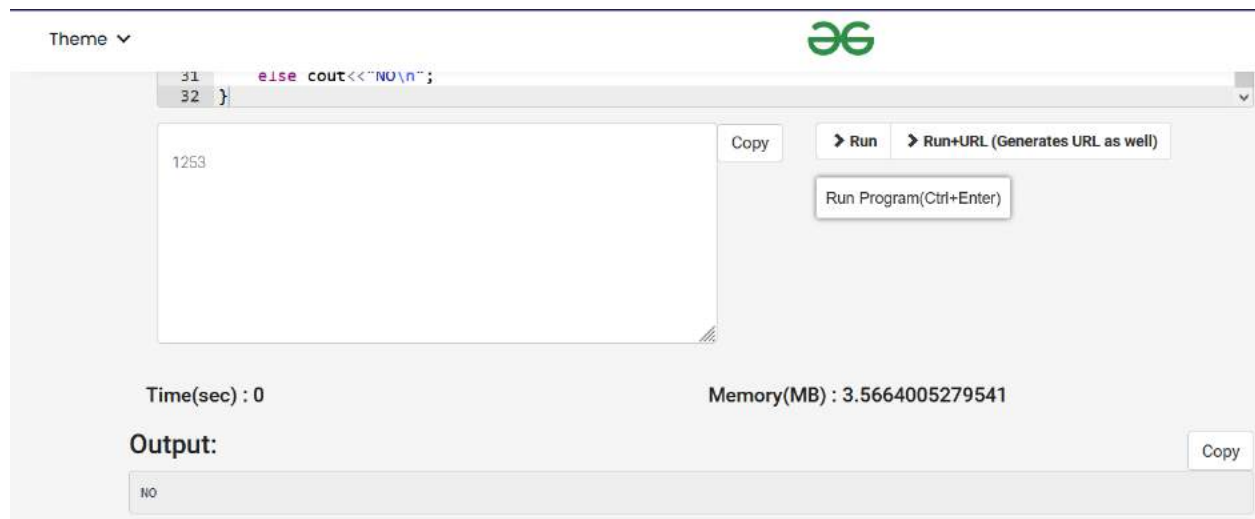 Theme
31 else cout<<"NO\n";
32 }
1253
Copy
Run
Run+URL (Generates URL as well)
Run Program(Ctrl+Enter)
Time(sec) : 0
Memory(MB) : 3.5664005279541
Output:
Copy
NO